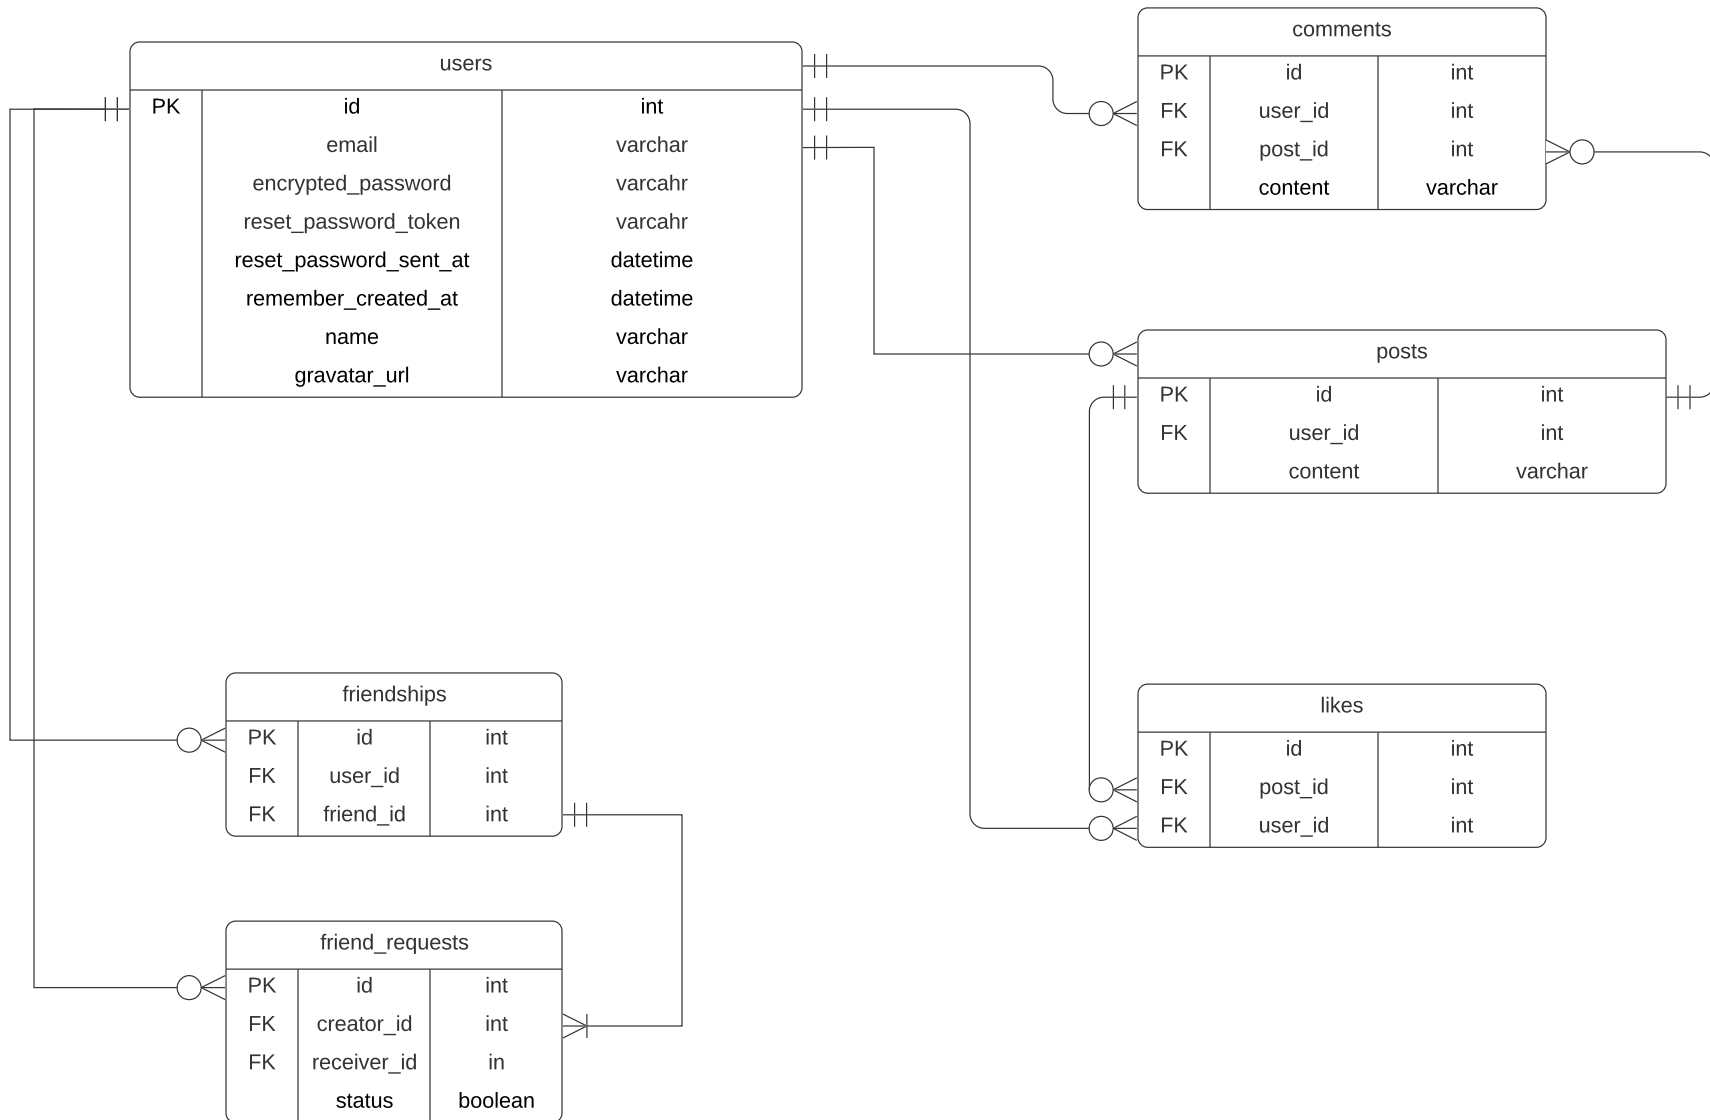 users
PK id int
email varchar
encrypted_password varcahr
reset_password_token varcahr
reset_password_sent_at datetime
remember_created_at datetime
name varchar
gravatar_url varchar
comments
PK id int
FK user_id int
FK post_id int
content varchar
posts
PK id int
FK user_id int
content varchar
friendships
PK id int
FK user_id int
FK friend_id int
likes
PK id int
FK post_id int
FK user_id int
friend_requests
PK id int
FK creator_id int
FK receiver_id in
status boolean